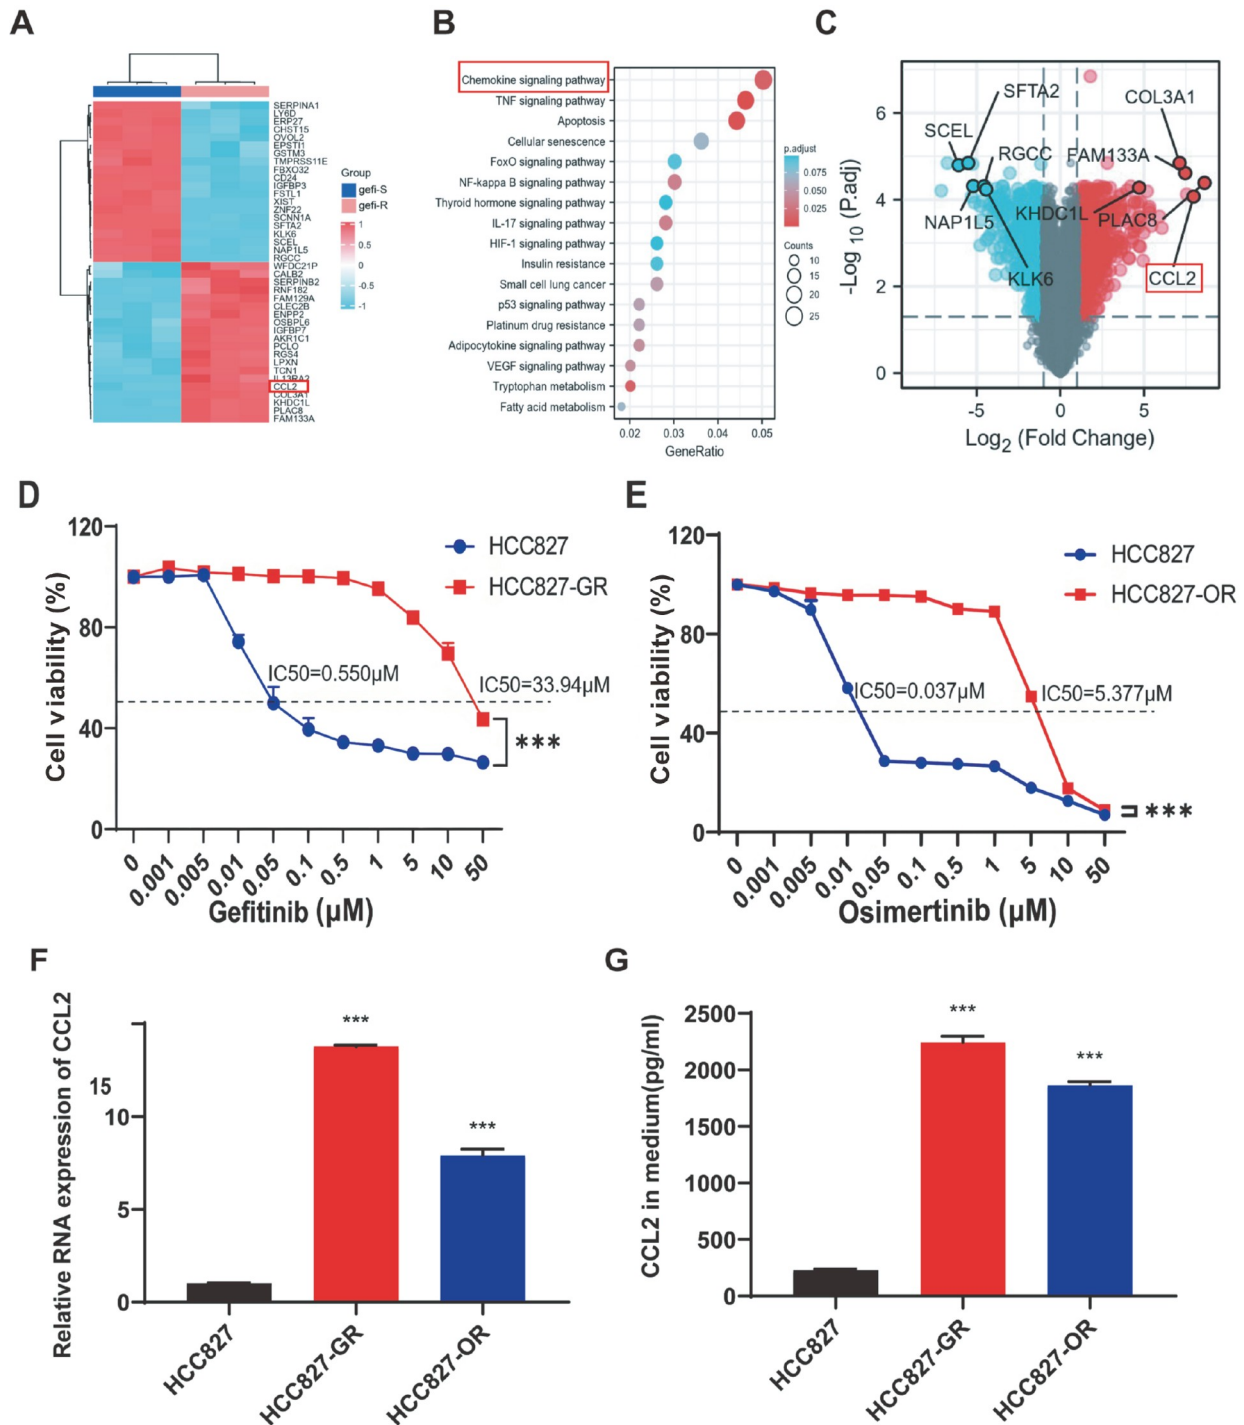 A
SERPINA1
LY6D
ERP27
CHST15
OVOL2
EPSTI1
GSTM3
TMPRSS11E
FBXO32
CD24
IGFBP3
FSTL1
XIST
ZNF22
SCNN1A
SFTA2
KLK6
SCEL
NAP1L5
RGCC
WFDC21P
CALB2
SERPINB2
RNF182
FAM129A
CLEC2B
ENPP2
OSBPL6
IGFBP7
AKR1C1
PCLO
RGS4
LPXN
TCN1
IL13RA2
CCL2
COL3A1
KHDC1L
PLAC8
FAM133A
Group
gefi-S
gefi-R
1
0.5
0
-0.5
-1
B
Chemokine signaling pathway
TNF signaling pathway
Apoptosis
Cellular senescence
FoxO signaling pathway
NF-kappa B signaling pathway
Thyroid hormone signaling pathway
IL-17 signaling pathway
HIF-1 signaling pathway
Insulin resistance
Small cell lung cancer
p53 signaling pathway
Platinum drug resistance
Adipocytokine signaling pathway
VEGF signaling pathway
Tryptophan metabolism
Fatty acid metabolism
0.02 0.03 0.04 0.05
GeneRatio
p.adjust
0.075
0.050
0.025
Counts
10
15
20
25
C
-Log 10 (P.adj)
6
4
2
0
SFTA2
COL3A1
SCEL
RGCC
FAM133A
NAP1L5
KHDC1L
PLAC8
KLK6
CCL2
-5 0 5
Log2 (Fold Change)
D
Cell viability (%)
120
80
40
0
HCC827
HCC827-GR
IC50=0.550μM
IC50=33.94μM
***
0 0.001 0.005 0.01 0.05 0.1 0.5 1 5 10 50
Gefitinib (μM)
E
Cell viability (%)
120
80
40
0
HCC827
HCC827-OR
IC50=0.037μM
IC50=5.377μM
***
0 0.001 0.005 0.01 0.05 0.1 0.5 1 5 10 50
Osimertinib (μM)
F
Relative RNA expression of CCL2
15
10
5
0
***
***
HCC827
HCC827-GR
HCC827-OR
G
CCL2 in medium(pg/ml)
2500
2000
1500
1000
500
0
***
***
HCC827
HCC827-GR
HCC827-OR